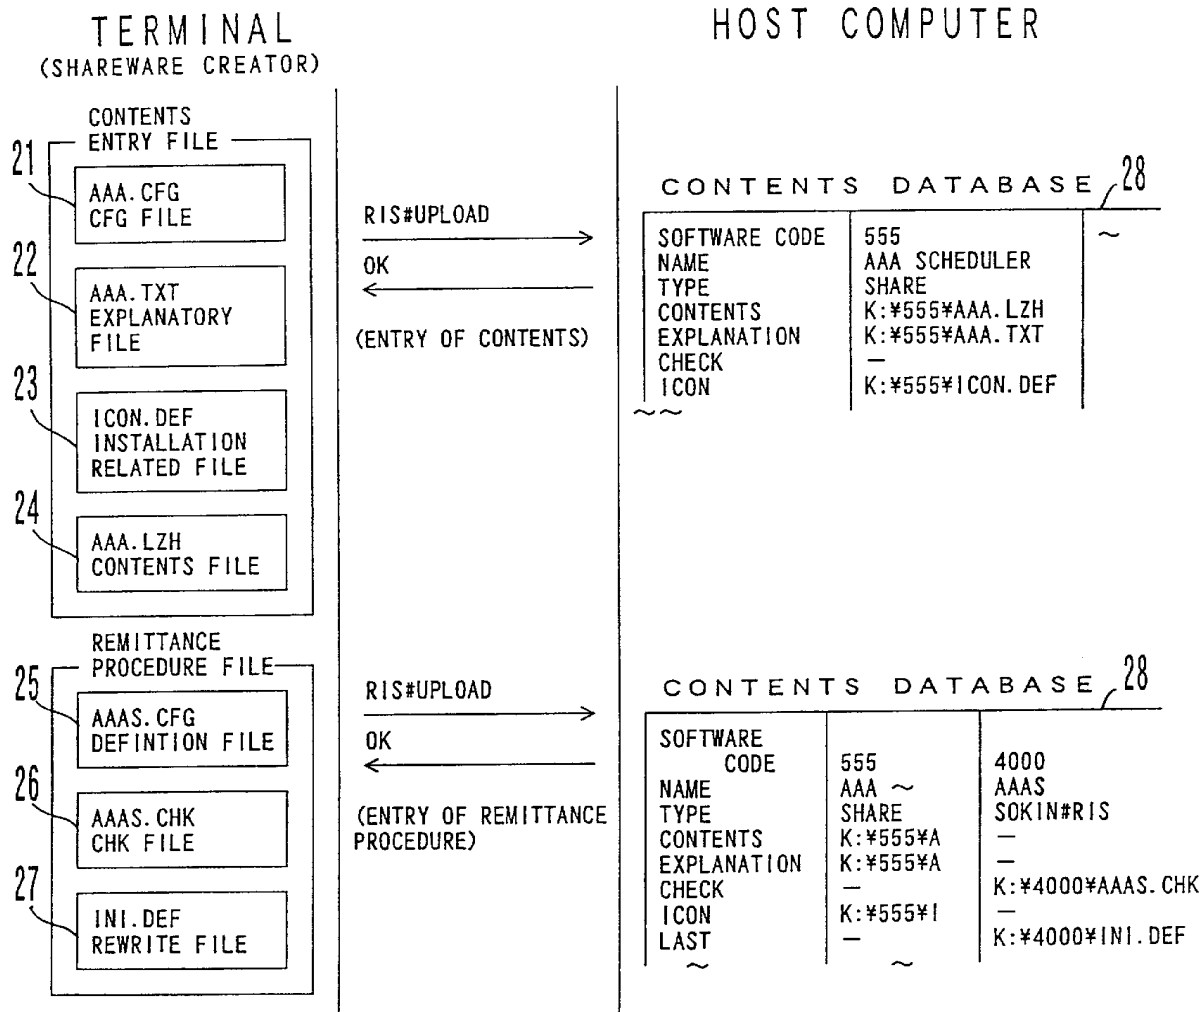 TERMINAL
(SHAREWARE CREATOR)
HOST COMPUTER
CONTENTS
ENTRY FILE
21
AAA.CFG
CFG FILE
22
AAA.TXT
EXPLANATORY
FILE
23
ICON.DEF
INSTALLATION
RELATED FILE
24
AAA.LZH
CONTENTS FILE
RIS#UPLOAD
OK
(ENTRY OF CONTENTS)
CONTENTS DATABASE 28
SOFTWARE CODE 555 ~
NAME AAA SCHEDULER
TYPE SHARE
CONTENTS K:¥555¥AAA.LZH
EXPLANATION K:¥555¥AAA.TXT
CHECK —
ICON K:¥555¥ICON.DEF
~~
REMITTANCE
PROCEDURE FILE
25
AAAS.CFG
DEFINTION FILE
26
AAAS.CHK
CHK FILE
27
INI.DEF
REWRITE FILE
RIS#UPLOAD
OK
(ENTRY OF REMITTANCE
PROCEDURE)
CONTENTS DATABASE 28
SOFTWARE
CODE 555 4000
NAME AAA ~ AAAS
TYPE SHARE SOKIN#RIS
CONTENTS K:¥555¥A —
EXPLANATION K:¥555¥A —
CHECK — K:¥4000¥AAAS.CHK
ICON K:¥555¥I —
LAST — K:¥4000¥INI.DEF
~ ~